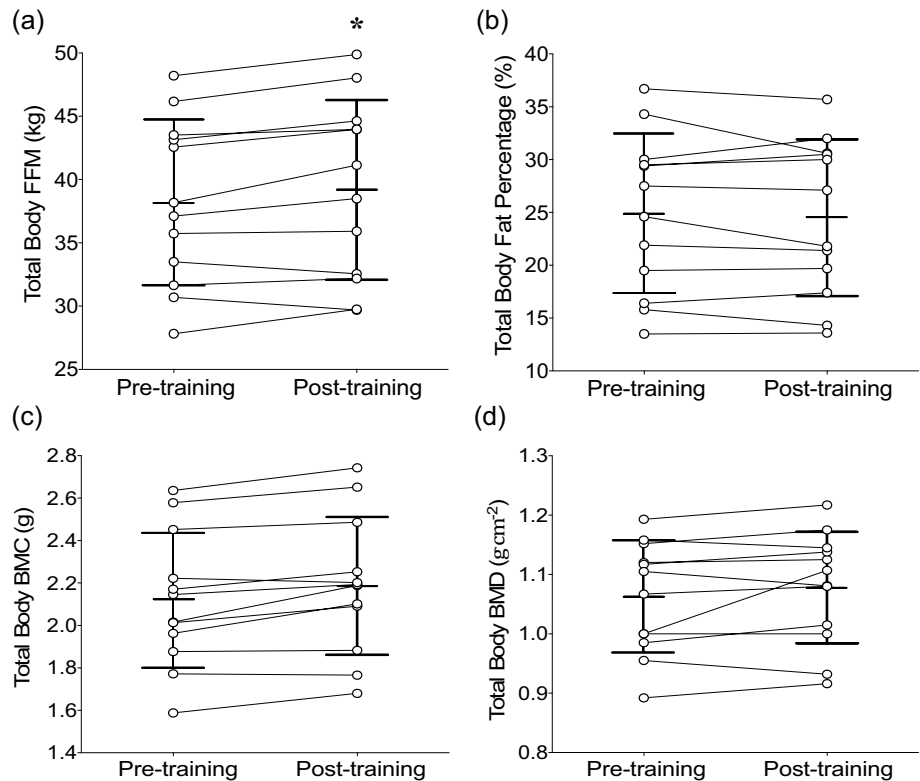 (a)
*
50
45
40
35
30
25
Total Body FFM (kg)
Pre-training Post-training
(b)
40
35
30
25
20
15
10
Total Body Fat Percentage (%)
Pre-training Post-training
(c)
2.8
2.6
2.4
2.2
2.0
1.8
1.6
1.4
Total Body BMC (g)
Pre-training Post-training
(d)
1.3
1.2
1.1
1.0
0.9
0.8
Total Body BMD (g·cm-2)
Pre-training Post-training